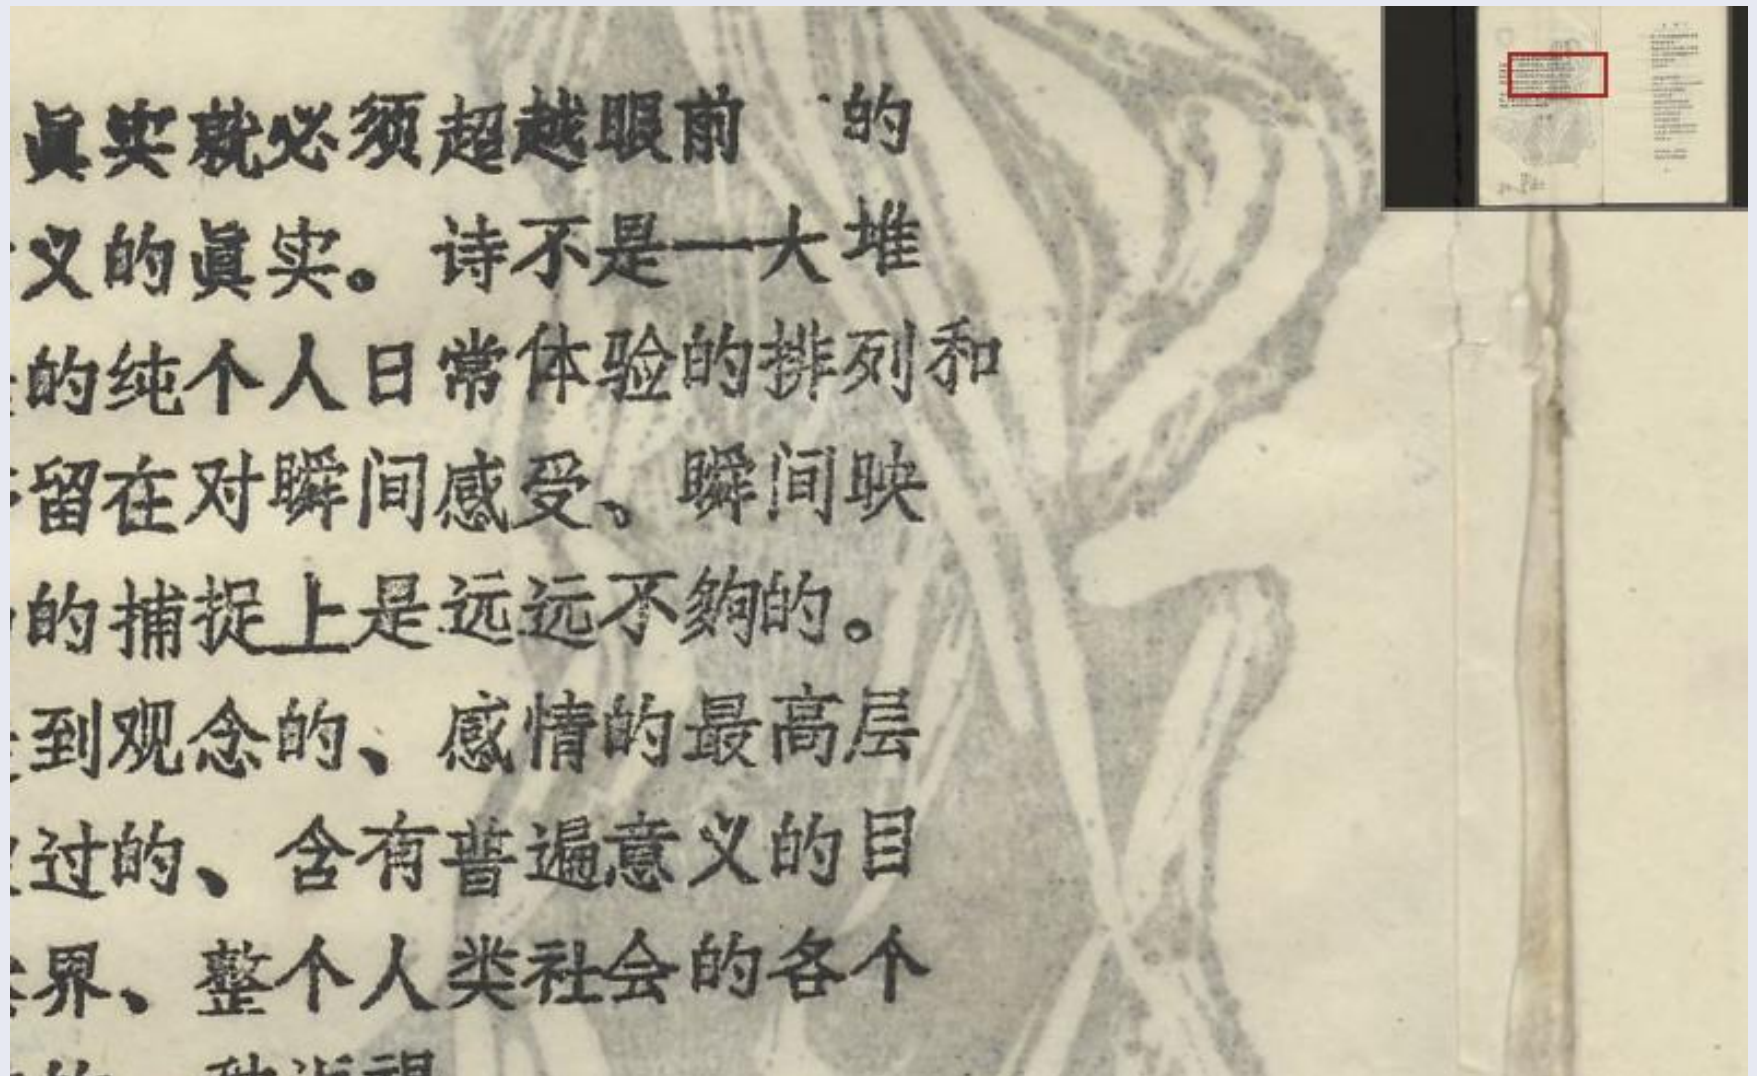 眞实就必须超越眼前 的
义的眞实。诗不是一大堆
的纯个人日常体验的排列和
留在对瞬间感受、瞬间映
的捕捉上是远远不夠的。
到观念的、感情的最高层
过的、含有普遍意义的目
界、整个人类社会的各个